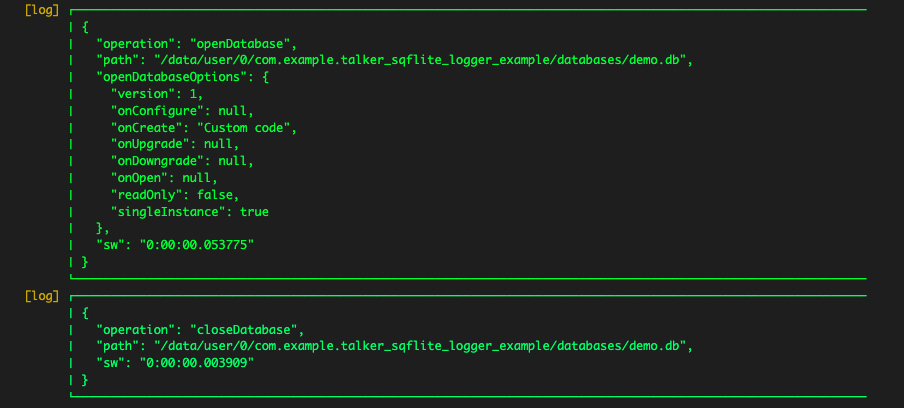 [log]
{
"operation": "openDatabase",
"path": "/data/user/0/com.example.talker_sqflite_logger_example/databases/demo.db",
"openDatabaseOptions": {
"version": 1,
"onConfigure": null,
"onCreate": "Custom code",
"onUpgrade": null,
"onDowngrade": null,
"onOpen": null,
"readOnly": false,
"singleInstance": true
},
"sw": "0:00:00.053775"
}
[log]
{
"operation": "closeDatabase",
"path": "/data/user/0/com.example.talker_sqflite_logger_example/databases/demo.db",
"sw": "0:00:00.003909"
}